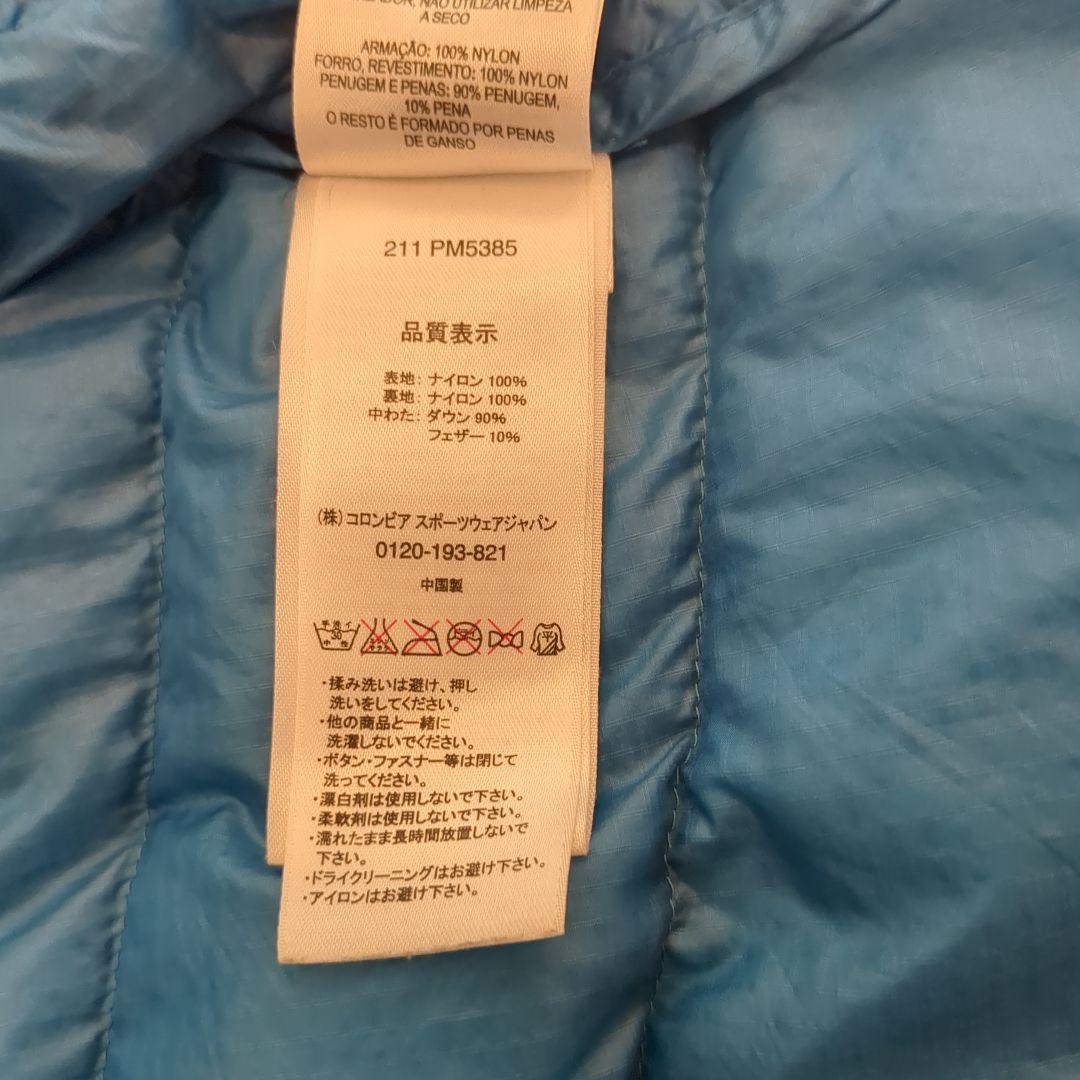 NÃO UTILIZAR LIMPEZA
A SECO
ARMAÇÃO: 100% NYLON
FORRO, REVESTIMENTO: 100% NYLON
PENUGEM E PENAS: 90% PENUGEM,
10% PENA
O RESTO É FORMADO POR PENAS
DE GANSO
211 PM5385
品質表示
表地: ナイロン 100%
裏地: ナイロン 100%
中わた: ダウン 90%
フェザー 10%
(株) コロンビア スポーツウェアジャパン
0120-193-821
中国製
手洗イ
30
中性
平
・揉み洗いは避け、押し
洗いをしてください。
・他の商品と一緒に
洗濯しないでください。
・ボタン・ファスナー等は閉じて
洗ってください。
・漂白剤は使用しないで下さい。
・柔軟剤は使用しないで下さい。
・濡れたまま長時間放置しないで
下さい。
・ドライクリーニングはお避け下さい。
・アイロンはお避け下さい。